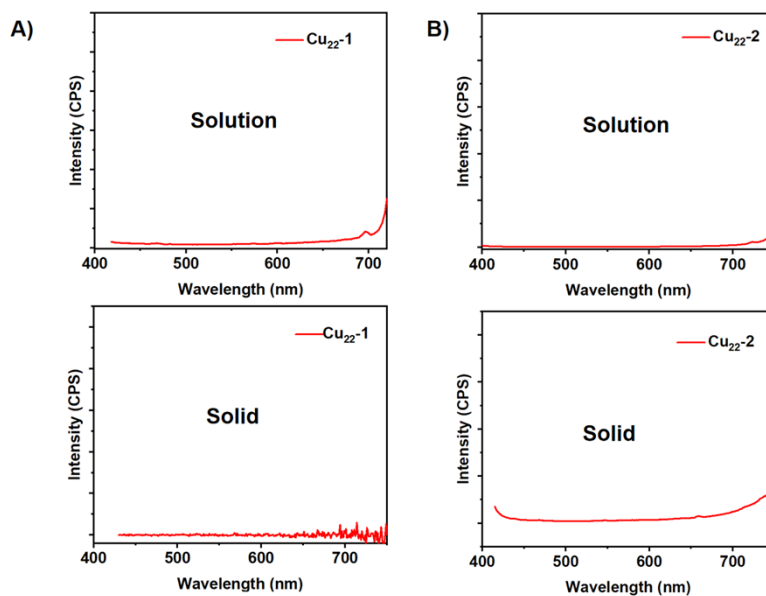 A)
Cu₂₂-1
Solution
Intensity (CPS)
400 500 600 700
Wavelength (nm)
B)
Cu₂₂-2
Solution
Intensity (CPS)
400 500 600 700
Wavelength (nm)
Cu₂₂-1
Solid
Intensity (CPS)
400 500 600 700
Wavelength (nm)
Cu₂₂-2
Solid
Intensity (CPS)
400 500 600 700
Wavelength (nm)